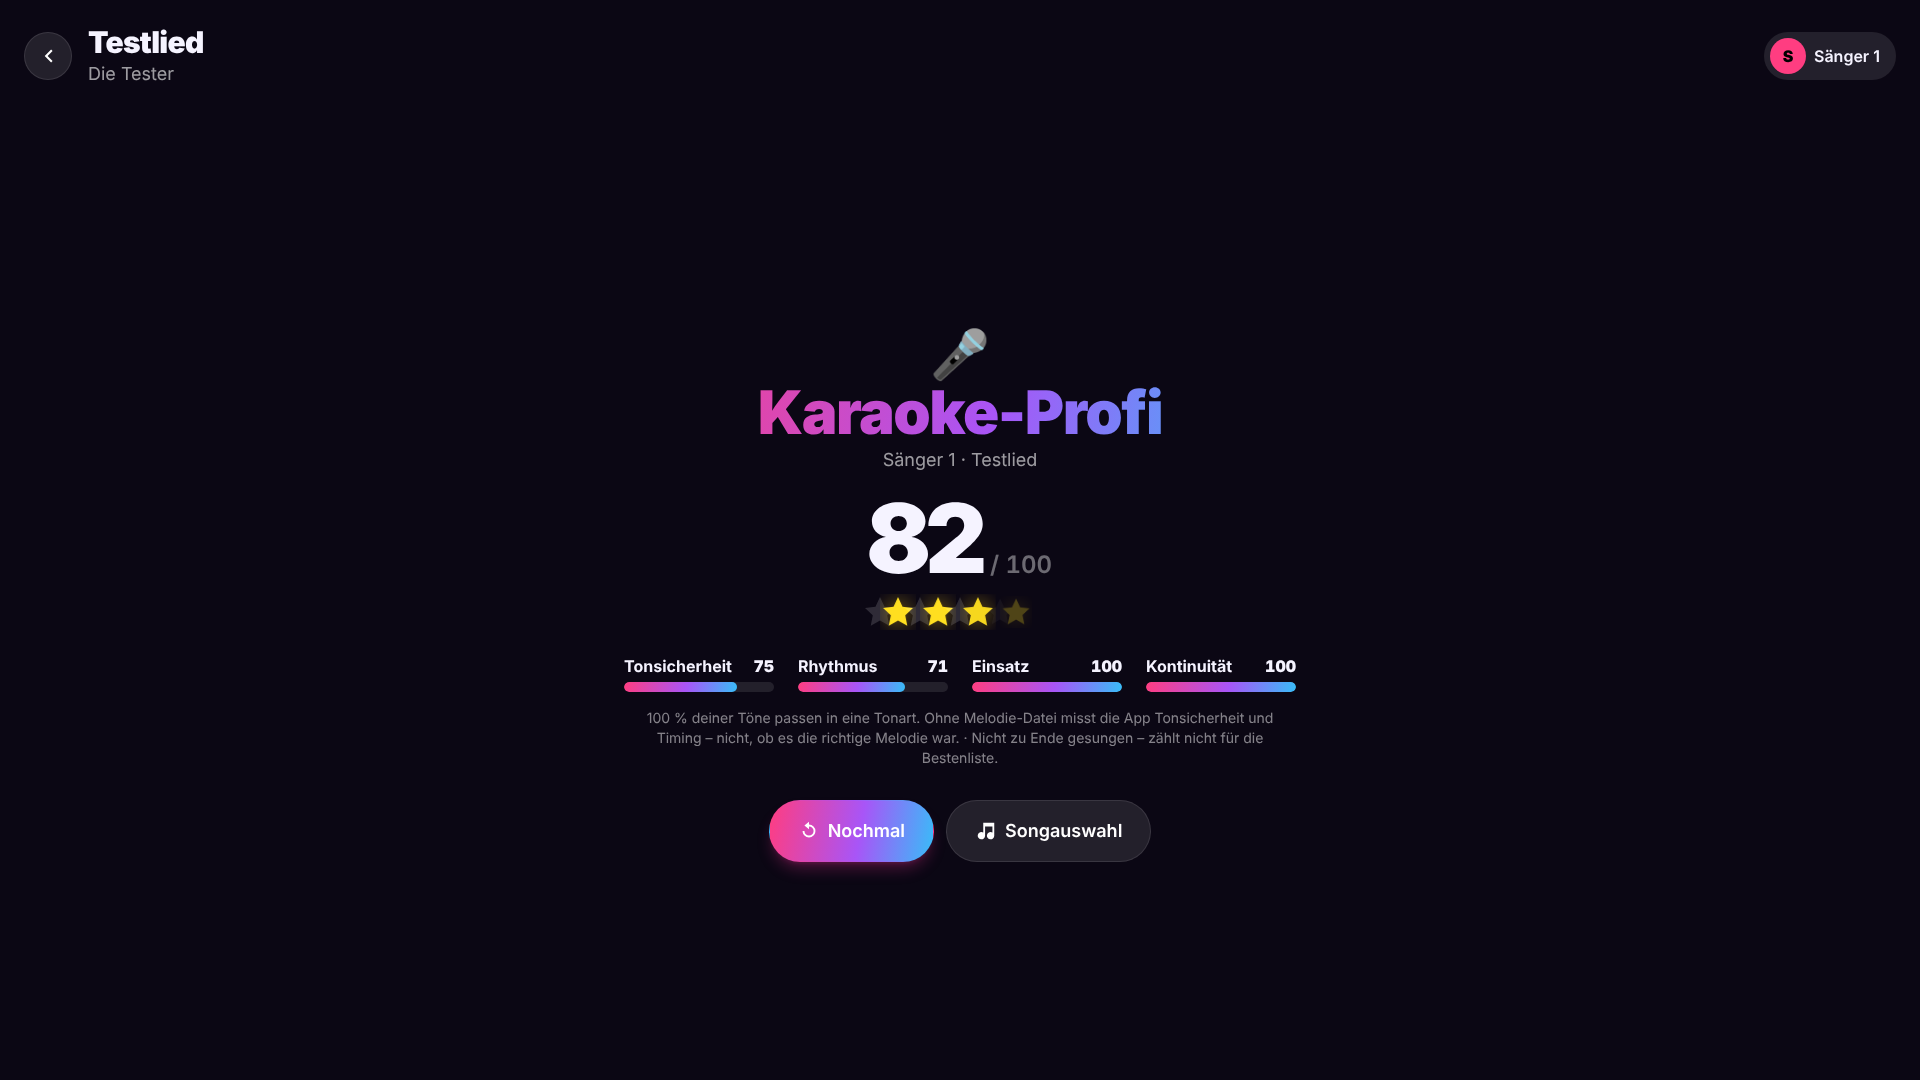 Testlied
Die Tester
S
Sänger 1
Karaoke-Profi
Sänger 1 · Testlied
82 / 100
Tonsicherheit 75
Rhythmus 71
Einsatz 100
Kontinuität 100
100 % deiner Töne passen in eine Tonart. Ohne Melodie-Datei misst die App Tonsicherheit und
Timing – nicht, ob es die richtige Melodie war. · Nicht zu Ende gesungen – zählt nicht für die
Bestenliste.
Nochmal
Songauswahl